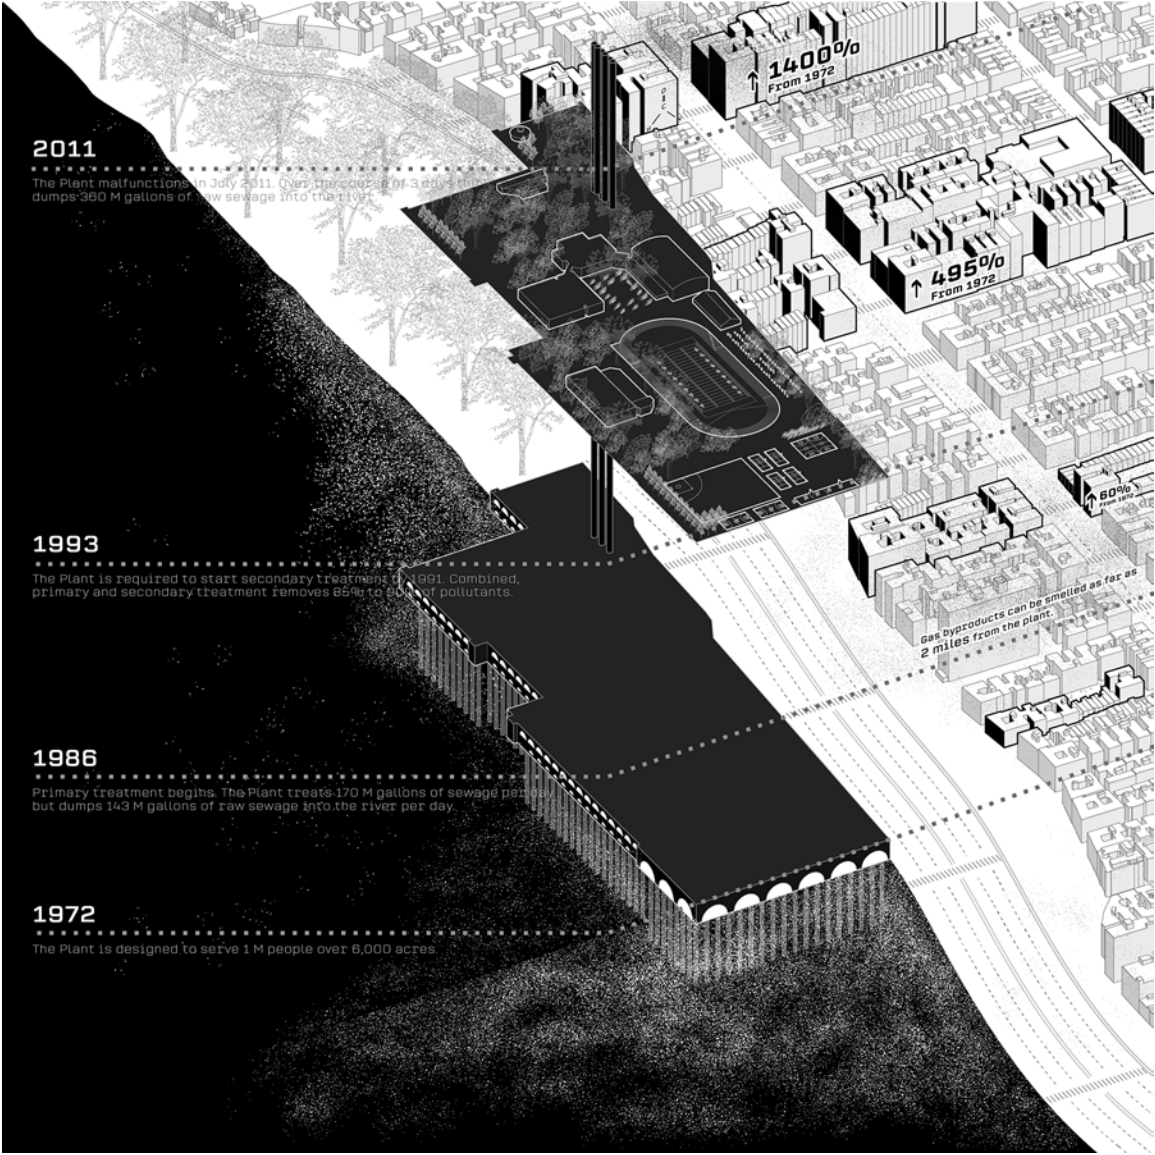 1400%
From 1972
2011
The Plant malfunctions in July 2011. Over the course of 3 days the
dumps 360 M gallons of raw sewage into the river
495%
From 1972
60%
From 1972
1993
The Plant is required to start secondary treatment by 1991. Combined,
primary and secondary treatment removes 85% to of pollutants.
Gas byproducts can be smelled as far as
2 miles from the plant.
1986
Primary treatment begins. The Plant treats 170 M gallons of sewage per day
but dumps 143 M gallons of raw sewage into the river per day.
1972
The Plant is designed to serve 1 M people over 6,000 acres.